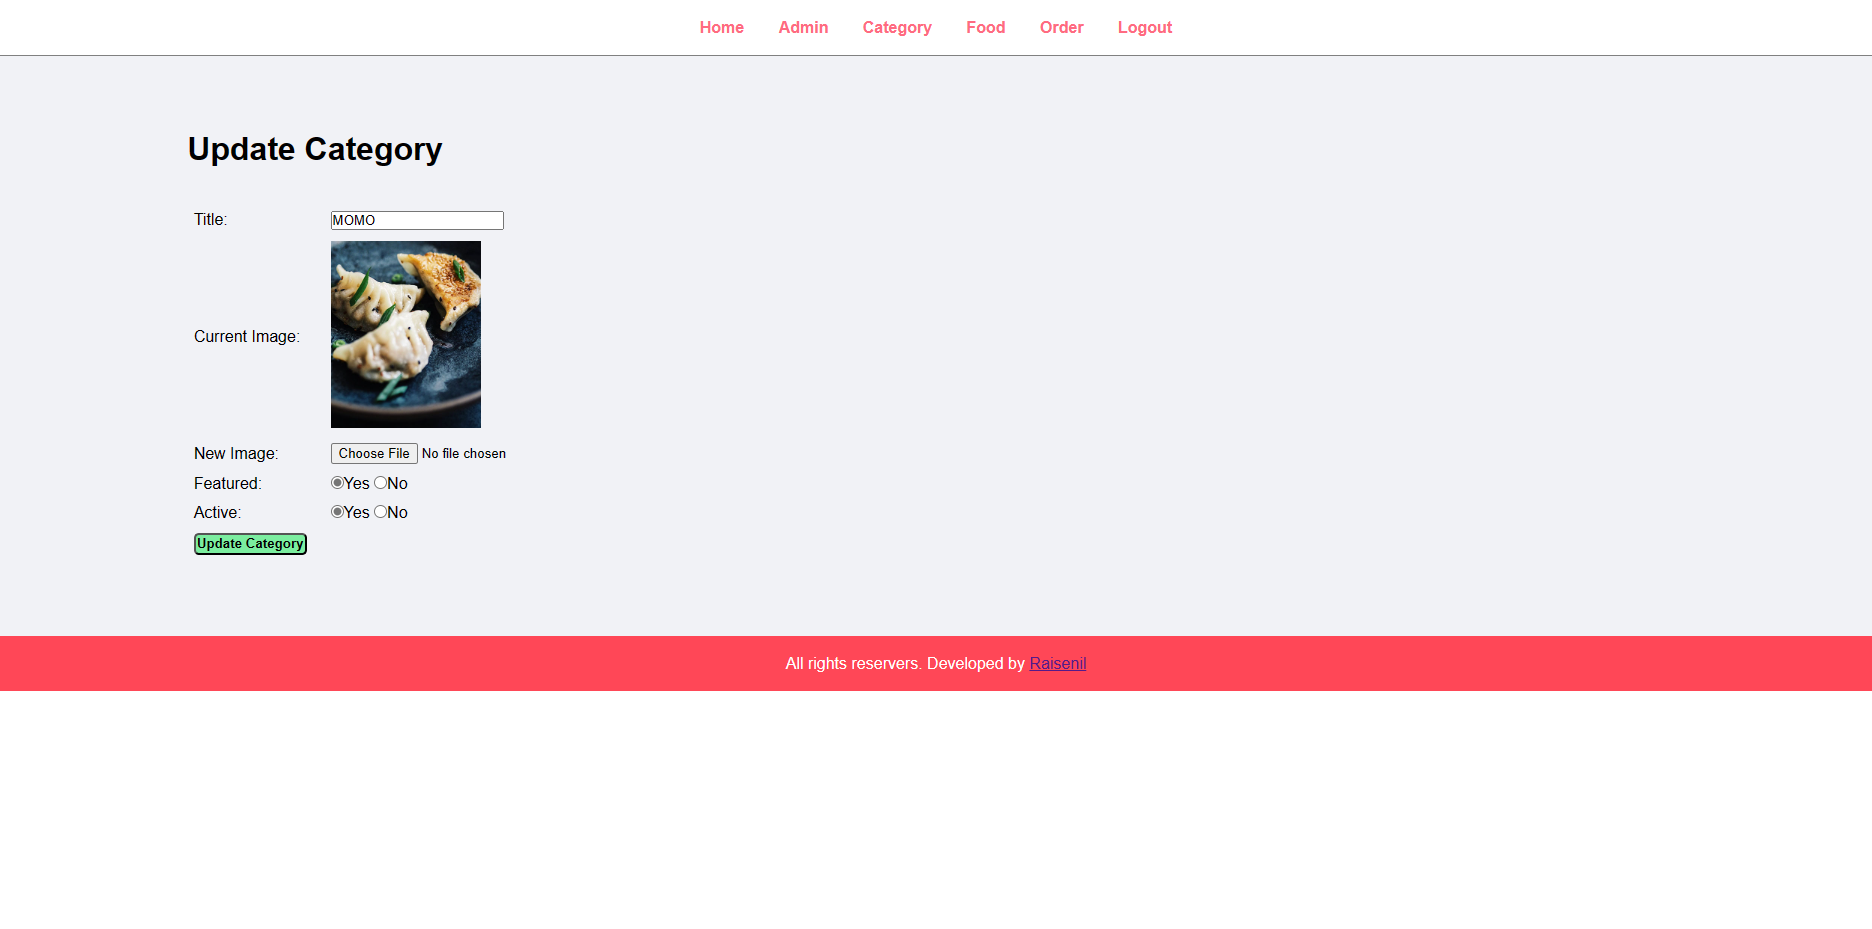 Home Admin Category Food Order Logout
Update Category
Title: MOMO
Current Image:
New Image: Choose File No file chosen
Featured: Yes No
Active: Yes No
Update Category
All rights reservers. Developed by Raisenil